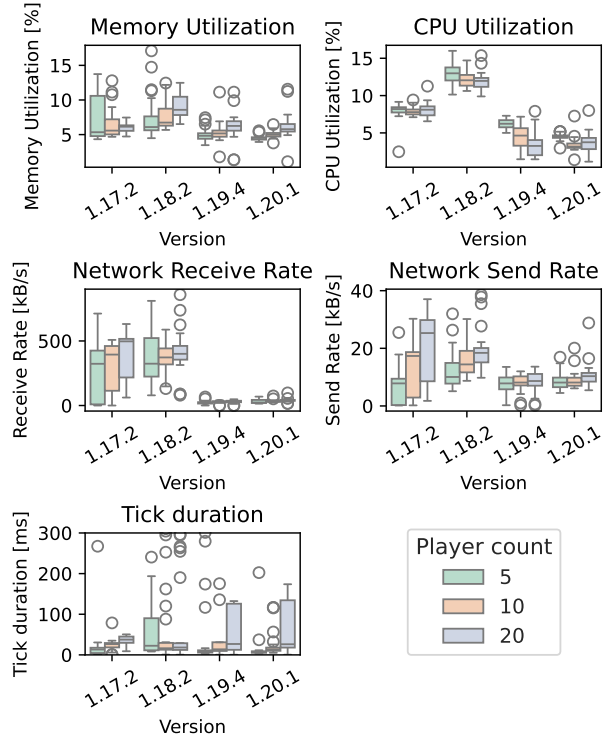 Memory Utilization
Memory Utilization [%]
15
10
5
1.17.2
1.18.2
1.19.4
1.20.1
Version
CPU Utilization
CPU Utilization [%]
15
10
5
1.17.2
1.18.2
1.19.4
1.20.1
Version
Network Receive Rate
Receive Rate [kB/s]
500
0
1.17.2
1.18.2
1.19.4
1.20.1
Version
Network Send Rate
Send Rate [kB/s]
40
20
0
1.17.2
1.18.2
1.19.4
1.20.1
Version
Tick duration
Tick duration [ms]
300
200
100
0
1.17.2
1.18.2
1.19.4
1.20.1
Version
Player count
5
10
20